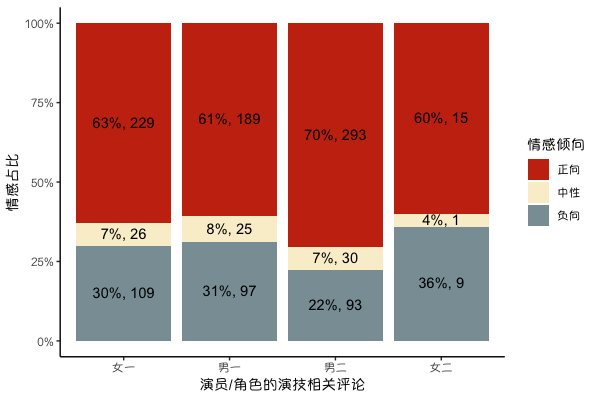 100%
75%
50%
25%
0%
情感占比
63%, 229
61%, 189
70%, 293
60%, 15
7%, 26
8%, 25
7%, 30
4%, 1
30%, 109
31%, 97
22%, 93
36%, 9
女一
男一
男二
女二
演员/角色的演技相关评论
情感倾向
正向
中性
负向